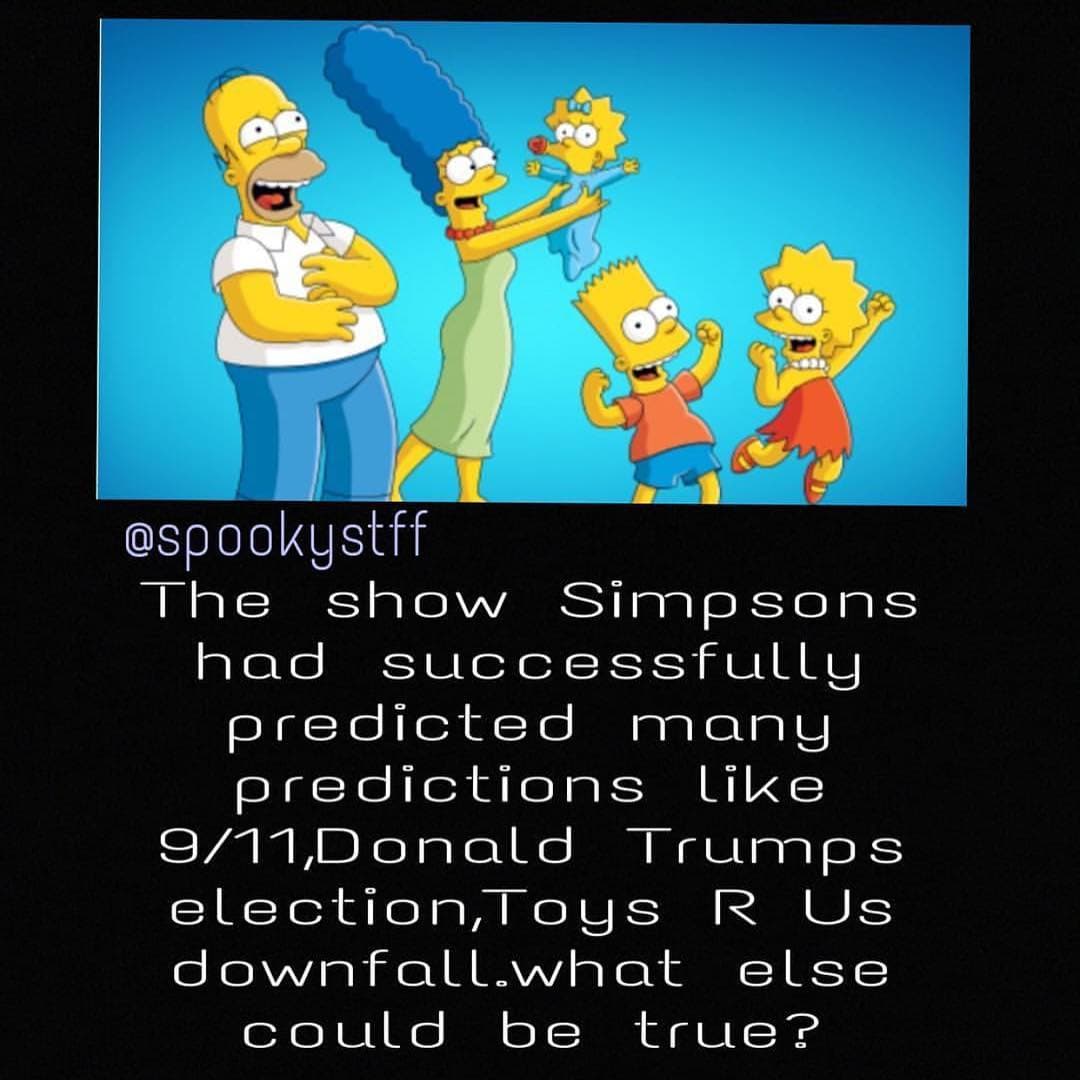 @spookystff
The show Simpsons
had successfully
predicted many
predictions like
9/11,Donald Trumps
election,Toys R Us
downfall.what else
could be true?